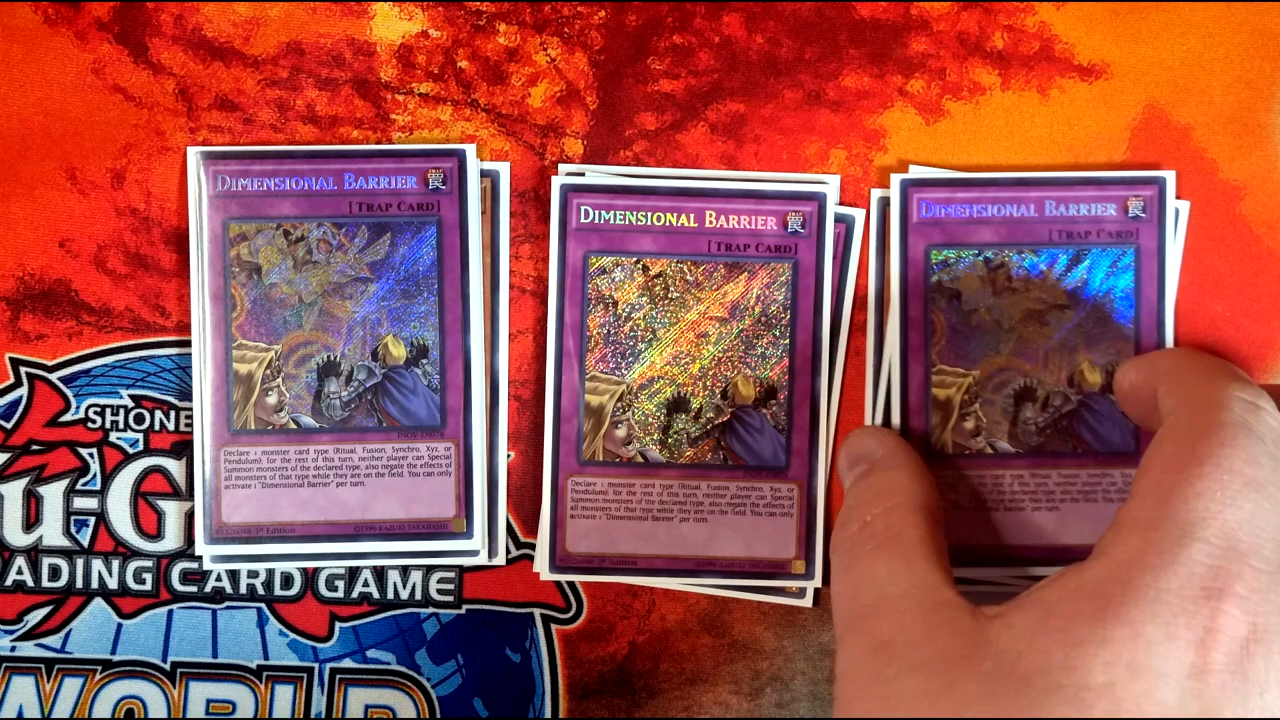 DIMENSIONAL BARRIER
[TRAP CARD]
INOV-EN078
Declare 1 monster card type (Ritual, Fusion, Synchro, Xyz, or
Pendulum); for the rest of this turn, neither player can Special
Summon monsters of the declared type, also negate the effects of
all monsters of that type while they are on the field. You can only
activate 1 "Dimensional Barrier" per turn.
1st Edition
©1996 KAZUKI TAKAHASHI
DIMENSIONAL BARRIER
[TRAP CARD]
Declare 1 monster card type (Ritual, Fusion, Synchro, Xyz, or
Pendulum); for the rest of this turn, neither player can Special
Summon monsters of the declared type, also negate the effects of
all monsters of that type while they are on the field. You can only
activate 1 "Dimensional Barrier" per turn.
Edition
DIMENSIONAL BARRIER
[TRAP CARD]
card type (Ritual, Fusion, Synchro
SHONE
u-G
ADING CARD GAME
WORLD